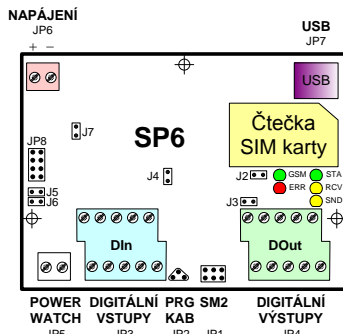 NAPÁJENÍ
JP6
+ −
USB
JP7
USB
J7
SP6
Čtečka
SIM karty
JP8
J4
J2
GSM
STA
ERR
RCV
J5
J6
J3
SND
DIn
DOut
POWER
WATCH
JP5
DIGITÁLNÍ
VSTUPY
JP3
PRG
KAB
JP2
SM2
JP1
DIGITÁLNÍ
VÝSTUPY
JP4